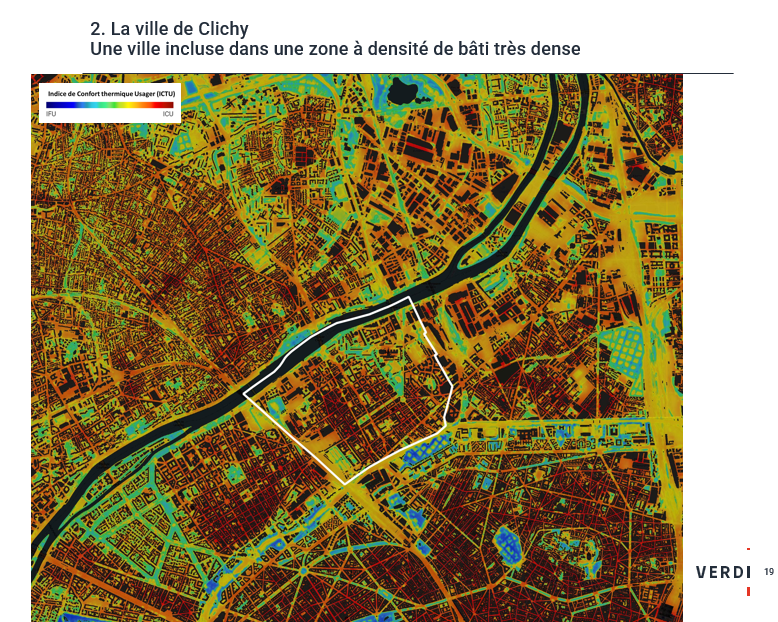 2. La ville de Clichy
Une ville incluse dans une zone à densité de bâti très dense
Indice de Confort thermique Usager (ICTU)
IFU ICU
VERDI 19